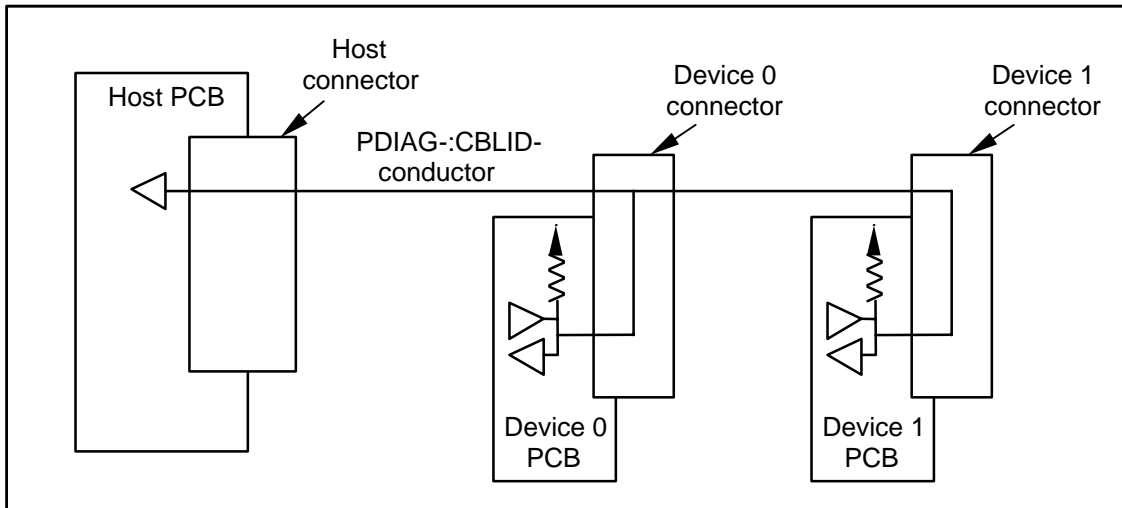 Host
connector
Host PCB
Device 0
connector
Device 1
connector
PDIAG-:CBLID-
conductor
Device 0
PCB
Device 1
PCB